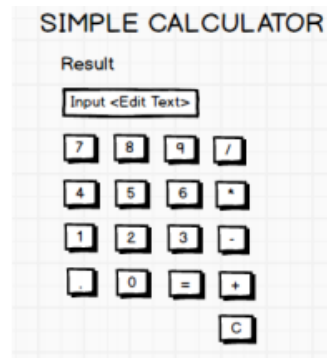 SIMPLE CALCULATOR
Result
Input <Edit Text>
7 8 9 /
4 5 6 *
1 2 3 -
. 0 = +
C